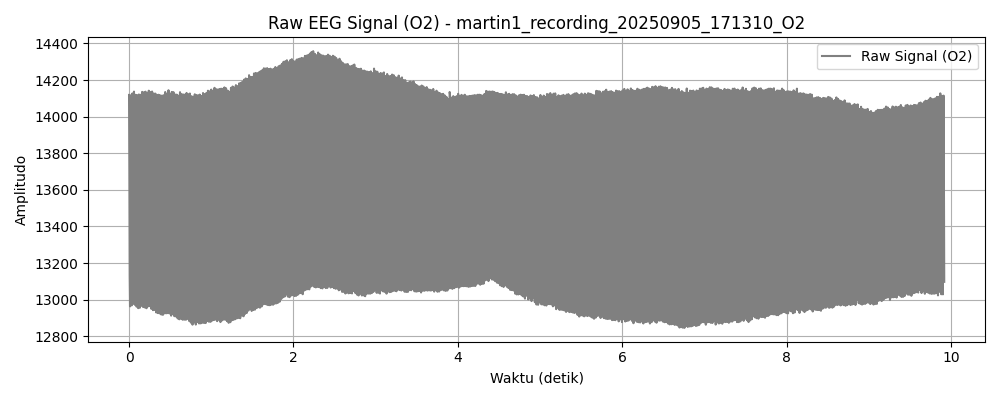 Raw EEG Signal (O2) - martin1_recording_20250905_171310_O2
Raw Signal (O2)
Amplitudo
14400
14200
14000
13800
13600
13400
13200
13000
12800
0 2 4 6 8 10
Waktu (detik)